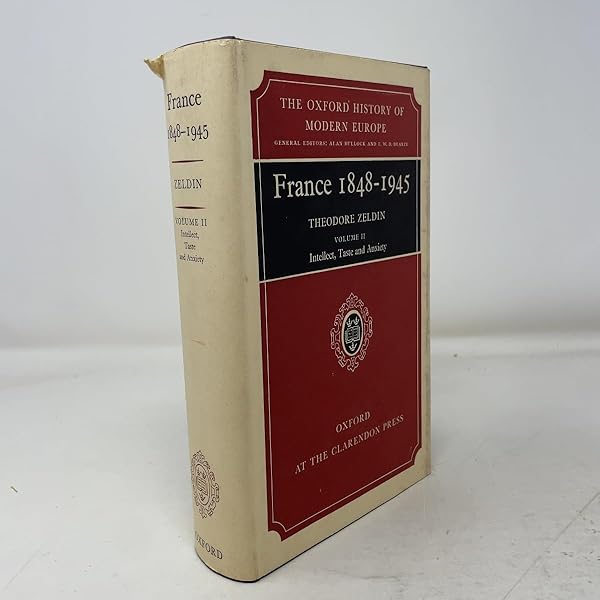 France
1848–1945
ZELDIN
VOLUME II
Intellect,
Taste
and Anxiety
OXFORD
THE OXFORD HISTORY OF
MODERN EUROPE
GENERAL EDITORS: ALAN BULLOCK AND F. W. D. DEAKIN
France 1848-1945
THEODORE ZELDIN
VOLUME II
Intellect, Taste and Anxiety
OXFORD
AT THE CLARENDON PRESS